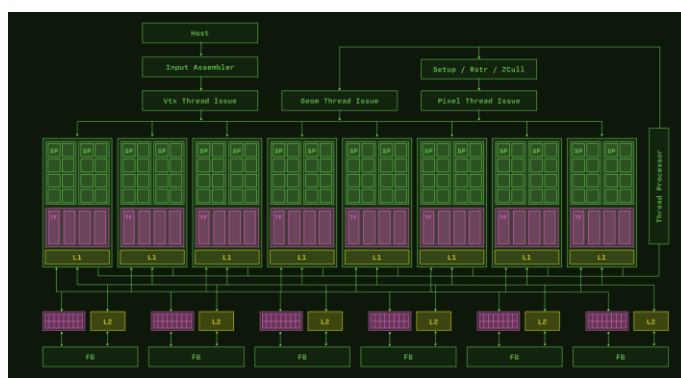 Host
Input Assembler
Setup / Rstr / ZCull
Vtx Thread Issue
Geom Thread Issue
Pixel Thread Issue
SP SP SP SP SP SP SP SP SP SP SP SP SP SP SP SP
Thread Processor
TF TF TF TF TF TF TF TF
L1 L1 L1 L1 L1 L1 L1 L1
L2 L2 L2 L2 L2 L2
FB FB FB FB FB FB